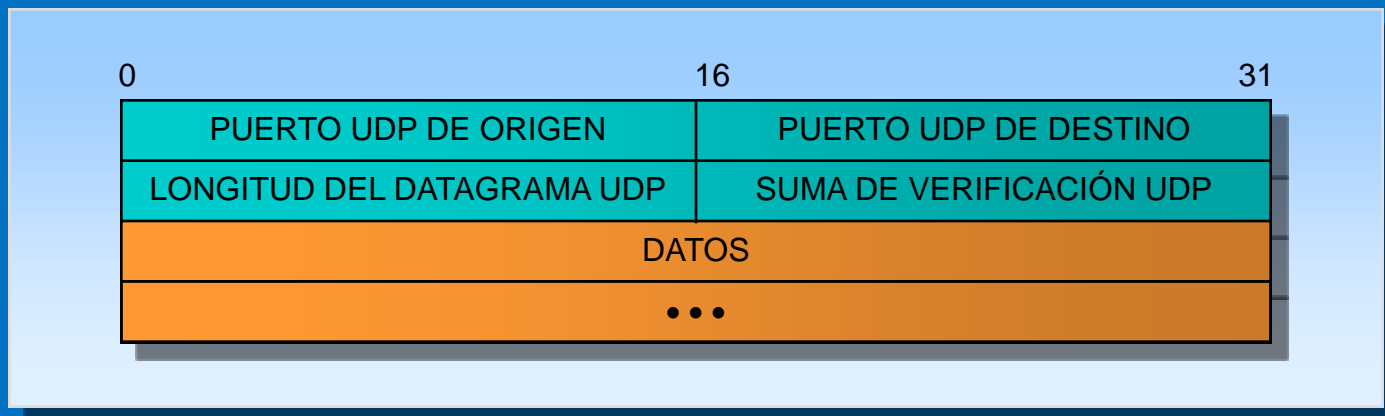 0 16 31
PUERTO UDP DE ORIGEN PUERTO UDP DE DESTINO
LONGITUD DEL DATAGRAMA UDP SUMA DE VERIFICACIÓN UDP
DATOS
•••